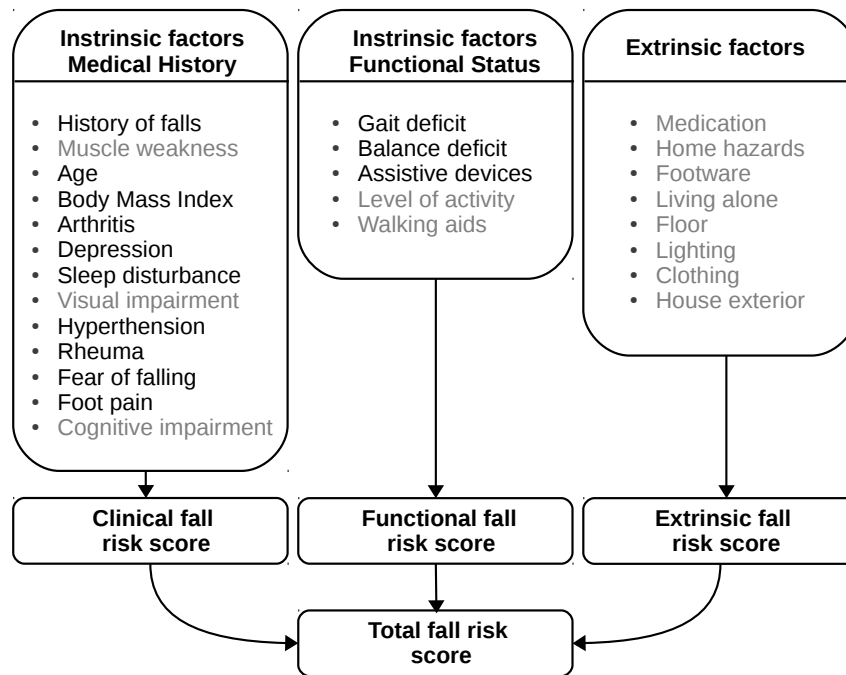 Instrinsic factors
Medical History
• History of falls
• Muscle weakness
• Age
• Body Mass Index
• Arthritis
• Depression
• Sleep disturbance
• Visual impairment
• Hyperthension
• Rheuma
• Fear of falling
• Foot pain
• Cognitive impairment
Instrinsic factors
Functional Status
• Gait deficit
• Balance deficit
• Assistive devices
• Level of activity
• Walking aids
Extrinsic factors
• Medication
• Home hazards
• Footware
• Living alone
• Floor
• Lighting
• Clothing
• House exterior
Clinical fall
risk score
Functional fall
risk score
Extrinsic fall
risk score
Total fall risk
score